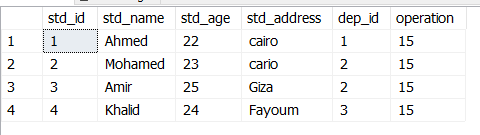 std_id std_name std_age std_address dep_id operation
1 1 Ahmed 22 cairo 1 15
2 2 Mohamed 23 cario 2 15
3 3 Amir 25 Giza 2 15
4 4 Khalid 24 Fayoum 3 15